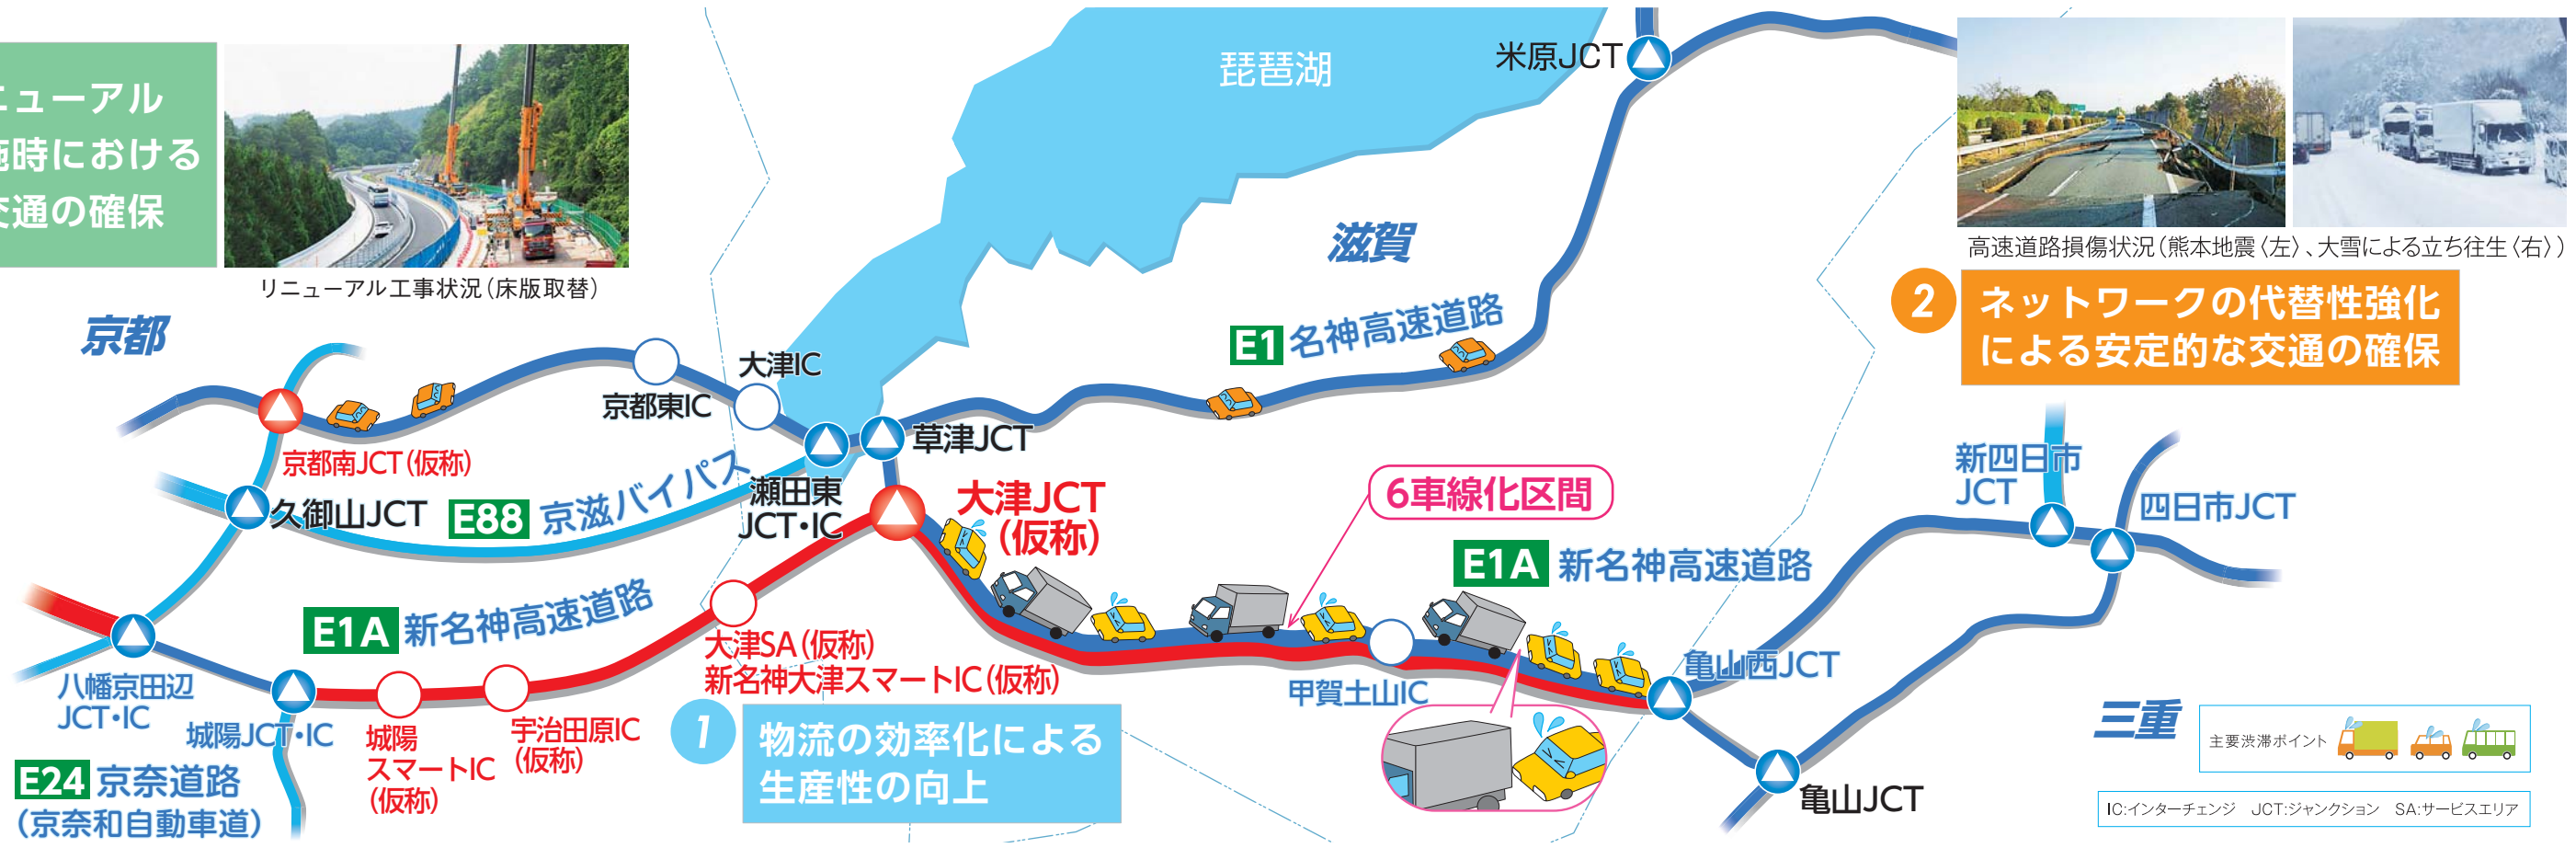 ニューアル
施時における
交通の確保
リニューアル工事状況（床版取替）
琵琶湖
米原JCT
高速道路損傷状況（熊本地震〈左〉、大雪による立ち往生〈右〉）
2
ネットワークの代替性強化
による安定的な交通の確保
京都
滋賀
E1 名神高速道路
大津IC
京都東IC
京都南JCT（仮称）
草津JCT
久御山JCT
E88 京滋バイパス
瀬田東
JCT・IC
大津JCT
（仮称）
6車線化区間
E1A 新名神高速道路
新四日市
JCT
四日市JCT
E1A 新名神高速道路
大津SA（仮称）
新名神大津スマートIC（仮称）
甲賀土山IC
亀山西JCT
八幡京田辺
JCT・IC
城陽JCT・IC
城陽
スマートIC
（仮称）
宇治田原IC
（仮称）
1
物流の効率化による
生産性の向上
E24 京奈道路
（京奈和自動車道）
亀山JCT
三重
主要渋滞ポイント
IC:インターチェンジ JCT:ジャンクション SA:サービスエリア